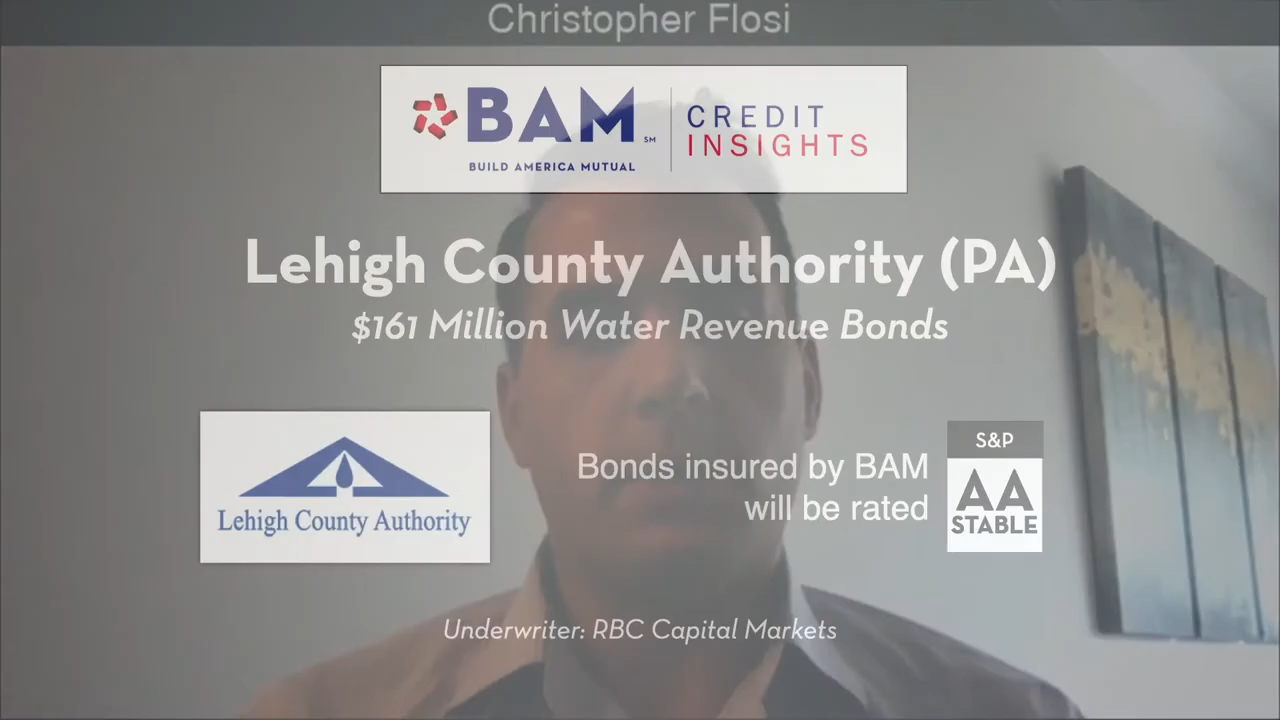 Christopher Flosi
BAM SM
BUILD AMERICA MUTUAL
CREDIT
INSIGHTS
Lehigh County Authority (PA)
$161 Million Water Revenue Bonds
Lehigh County Authority
Bonds insured by BAM
will be rated
S&P
AA
STABLE
Underwriter: RBC Capital Markets